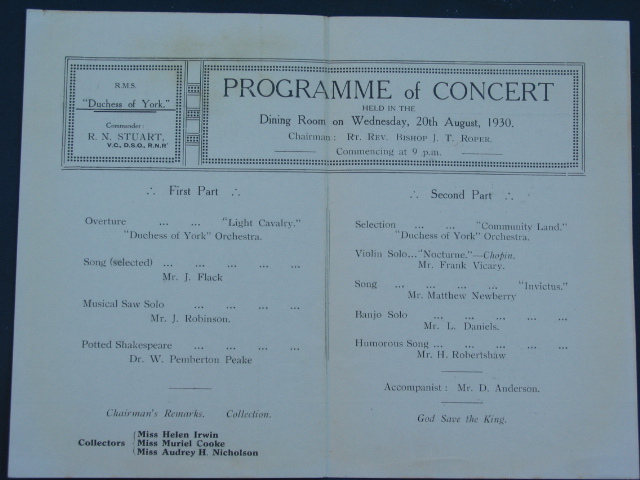 R.M.S.
"Duchess of York,"
Commander:
R. N. STUART,
V.C., D.S.O., R.N.R
PROGRAMME of CONCERT
HELD IN THE
Dining Room on Wednesday, 20th August, 1930.
Chairman: RT. REV. BISHOP J. T. ROPER.
Commencing at 9 p.m.
∴ First Part ∴
Overture ... ... "Light Cavalry."
"Duchess of York" Orchestra.
Song (selected) ... ... ... ... ...
Mr. J. Flack
Musical Saw Solo ... ... ... ...
Mr. J. Robinson.
Potted Shakespeare ... ... ... ...
Dr. W. Pemberton Peake
Chairman's Remarks. Collection.
Collectors { Miss Helen Irwin
Miss Muriel Cooke
Miss Audrey H. Nicholson
∴ Second Part ∴
Selection ... ... "Community Land."
"Duchess of York" Orchestra.
Violin Solo... "Nocturne."—Chopin.
Mr. Frank Vicary.
Song ... ... ... ... "Invictus."
Mr. Matthew Newberry
Banjo Solo ... ... ... ... ...
Mr. L. Daniels.
Humorous Song ... ... ... ... ...
Mr. H. Robertshaw
Accompanist: Mr. D. Anderson.
God Save the King.